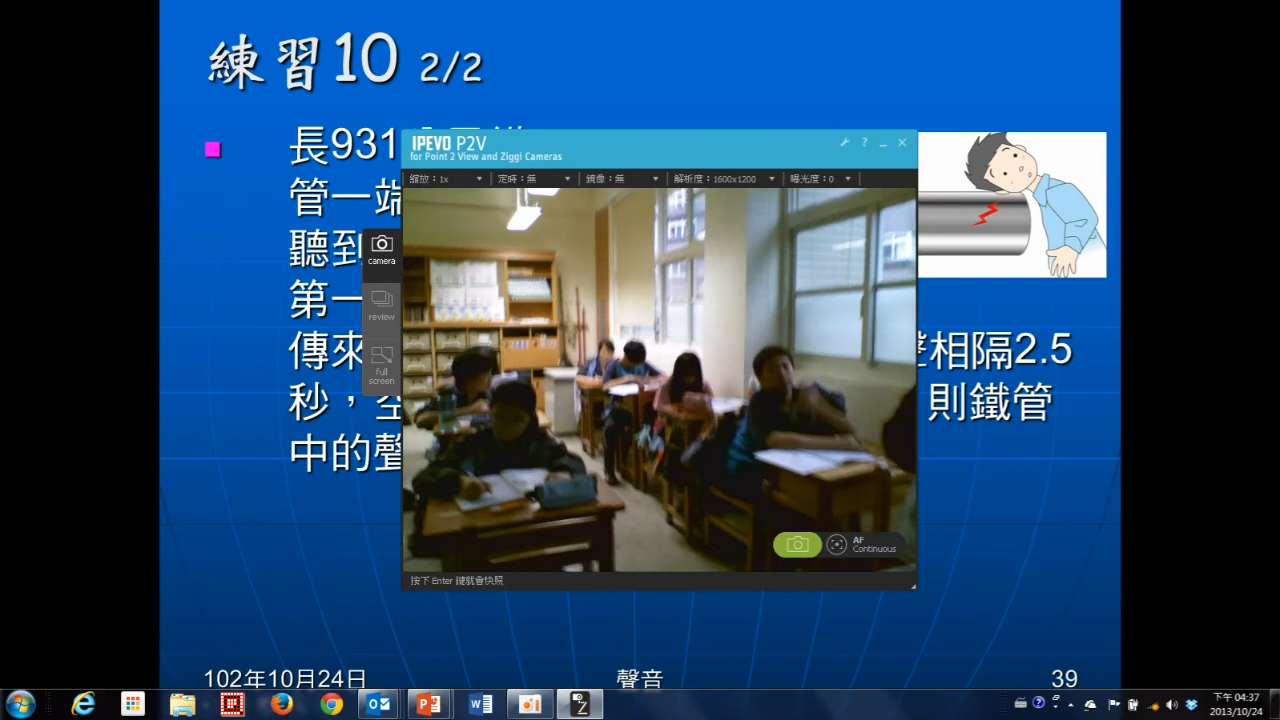 練習10 2/2
長931
管一端
聽到
第一
傳來
相隔2.5
秒，
則鐵管
中的聲
IPEVO P2V
for Point 2 View and Ziggi Cameras
縮放：1x
定時：無
鏡像：無
解析度：1600x1200
曝光度：0
camera
review
full
screen
AF
Continuous
按下 Enter 鍵就會快照
102年10月24日
聲音
39
下午 04:37
2013/10/24